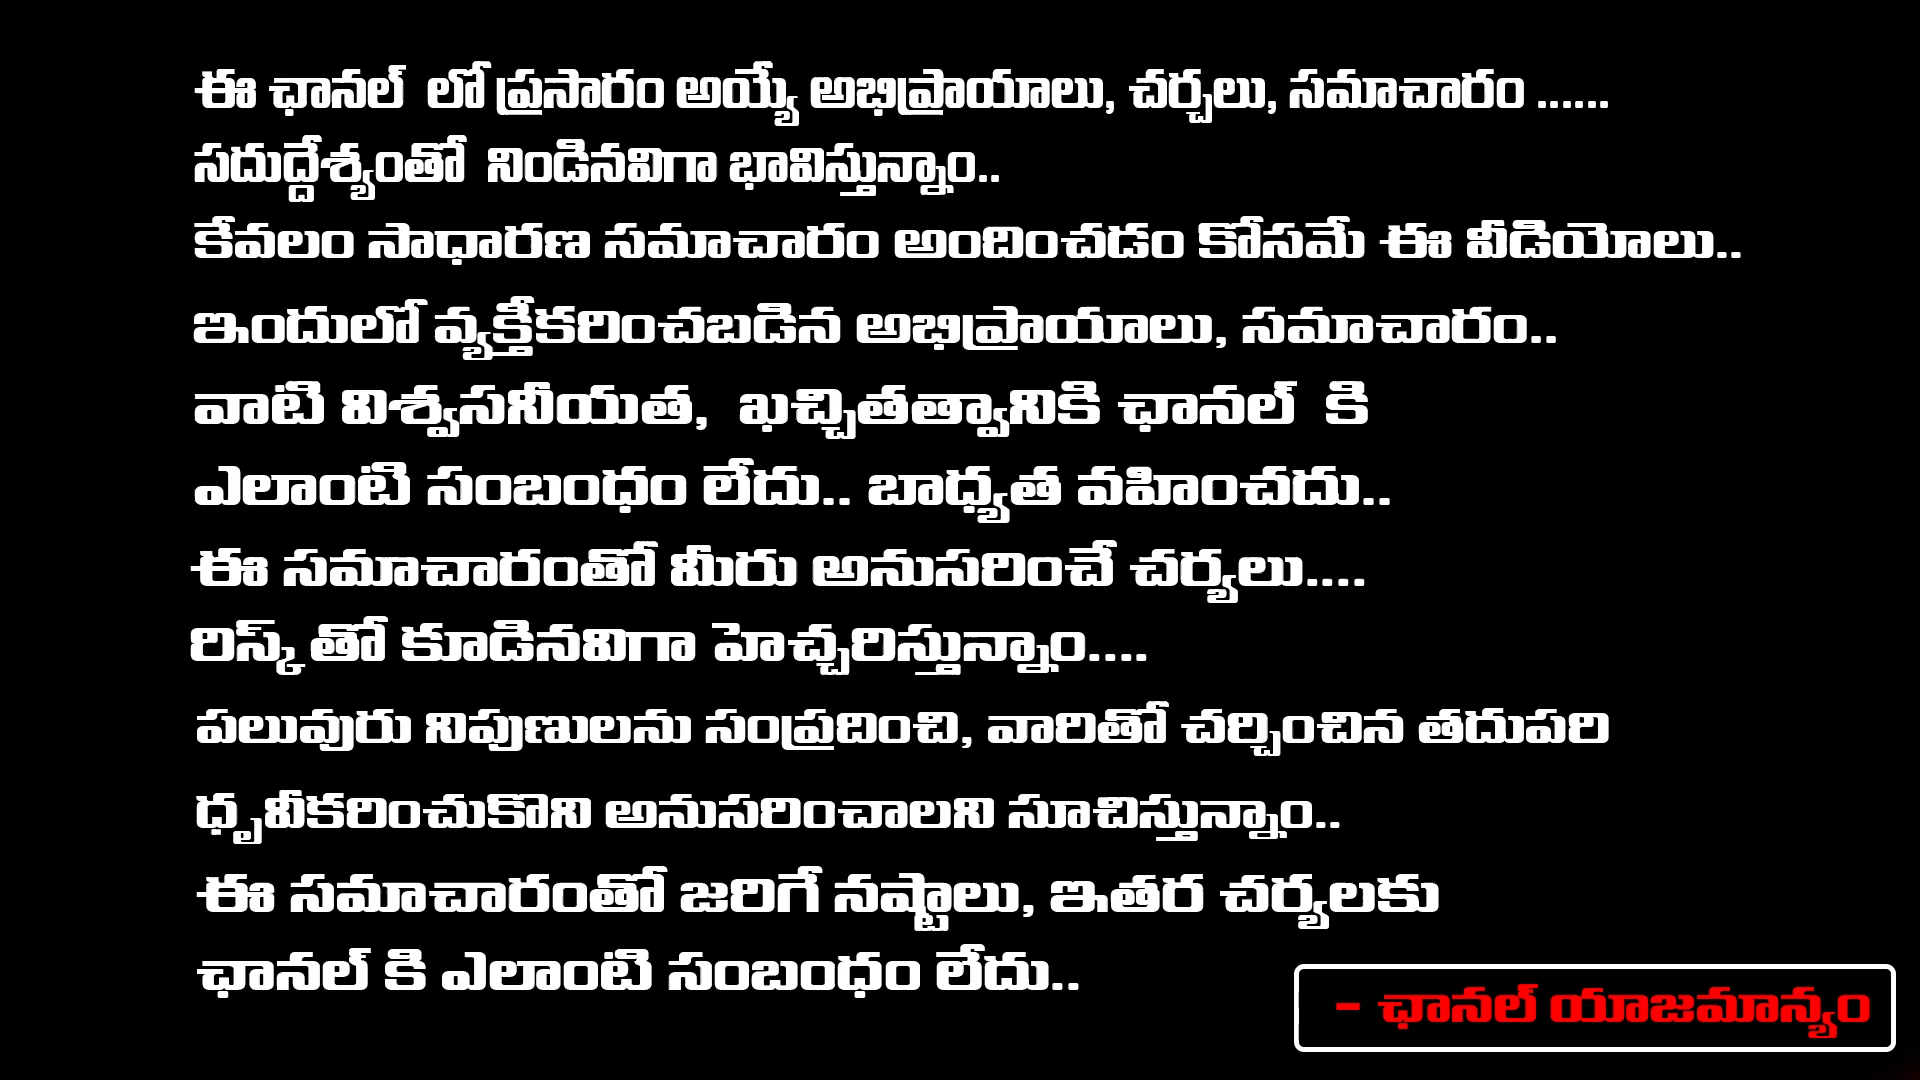 ఈ ఛానల్ లో ప్రసారం అయ్యే అభిప్రాయాలు, చర్చలు, సమాచారం ......
సదుద్దేశ్యంతో నిండినవిగా భావిస్తున్నాం..
కేవలం సాధారణ సమాచారం అందించడం కోసమే ఈ వీడియోలు..
ఇందులో వ్యక్తీకరించబడిన అభిప్రాయాలు, సమాచారం..
వాటి విశ్వసనీయత, ఖచ్చితత్వానికి ఛానల్ కి
ఎలాంటి సంబంధం లేదు.. బాధ్యత వహించదు..
ఈ సమాచారంతో మీరు అనుసరించే చర్యలు....
రిస్క్ తో కూడినవిగా హెచ్చరిస్తున్నాం....
పలువురు నిపుణులను సంప్రదించి, వారితో చర్చించిన తదుపరి
ధృవీకరించుకొని అనుసరించాలని సూచిస్తున్నాం..
ఈ సమాచారంతో జరిగే నష్టాలు, ఇతర చర్యలకు
ఛానల్ కి ఎలాంటి సంబంధం లేదు..
- ఛానల్ యాజమాన్యం